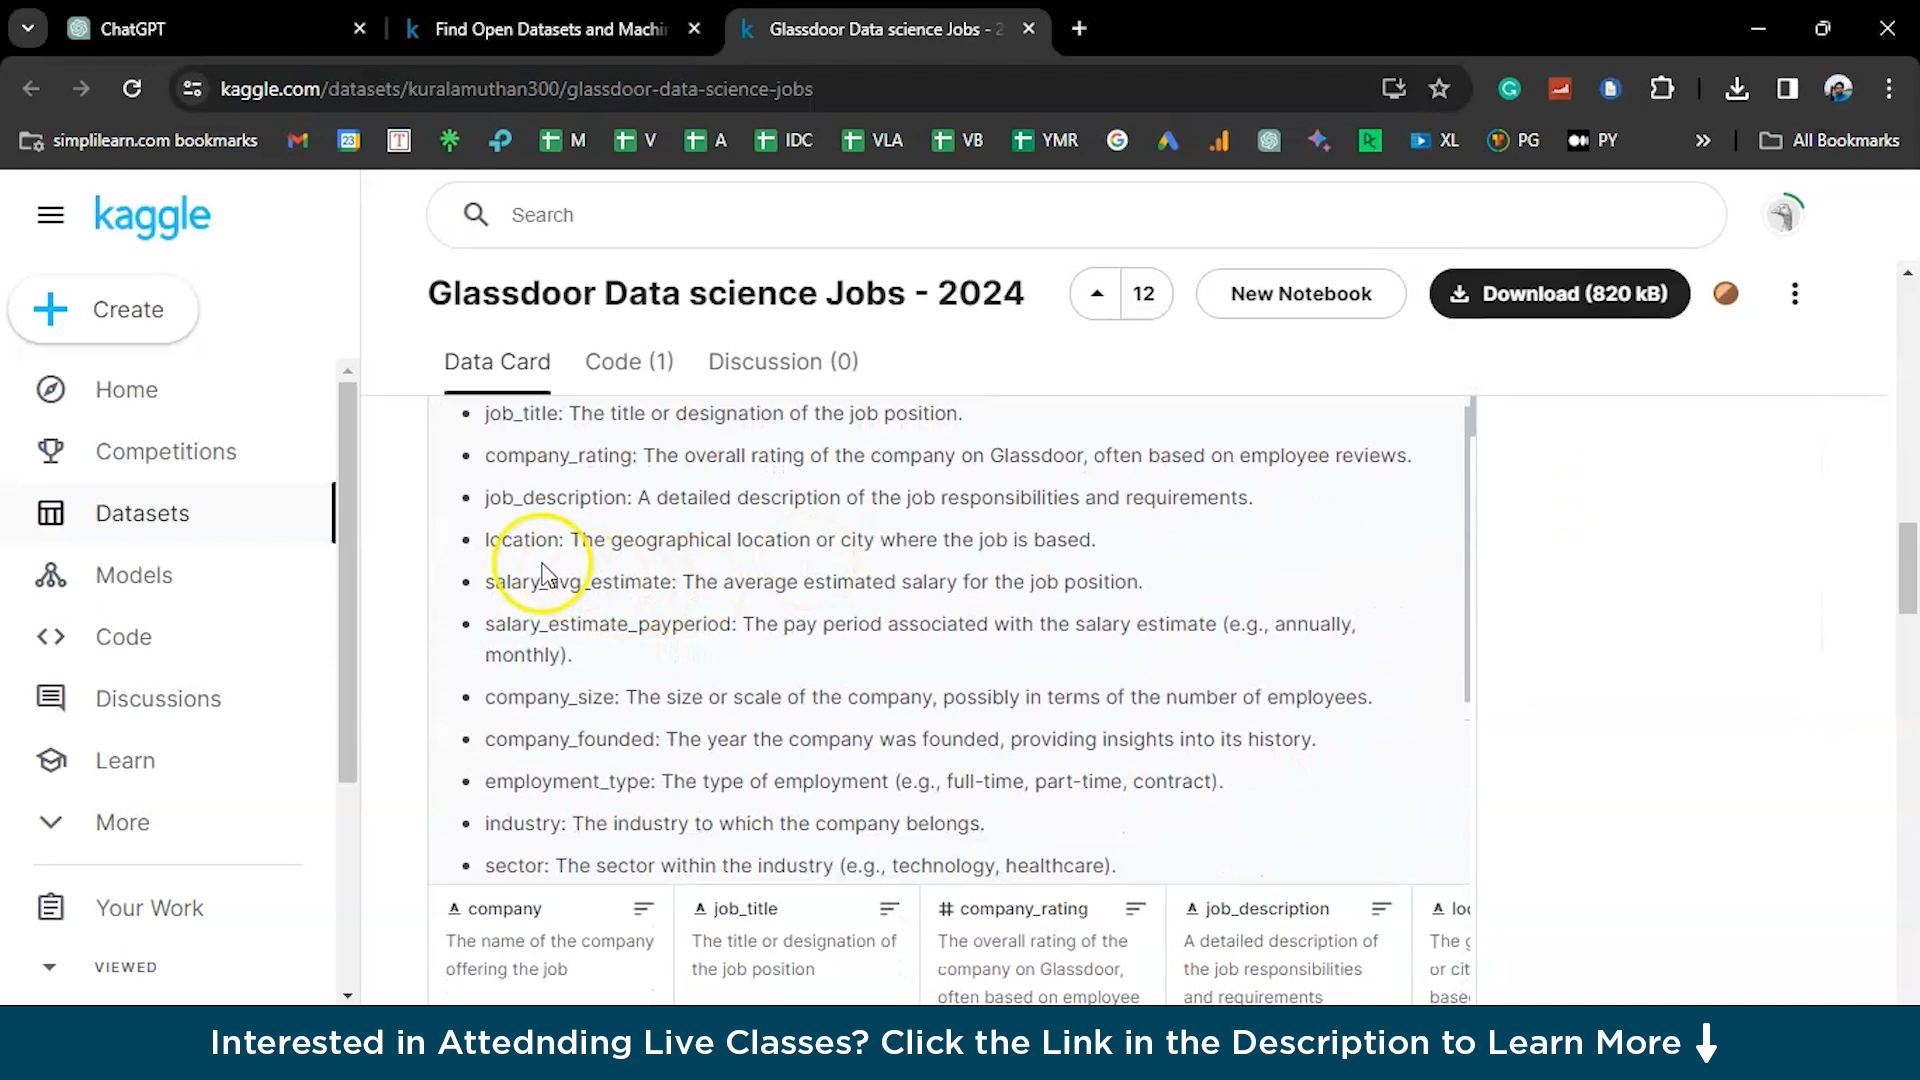 ChatGPT
Find Open Datasets and Machi
Glassdoor Data science Jobs - 2
kaggle.com/datasets/kuralamuthan300/glassdoor-data-science-jobs
simplilearn.com bookmarks
23
T
M
V
A
IDC
VLA
VB
YMR
XL
PG
PY
All Bookmarks
kaggle
Search
Create
Glassdoor Data science Jobs - 2024
12
New Notebook
Download (820 kB)
Data Card
Code (1)
Discussion (0)
Home
Competitions
Datasets
Models
Code
Discussions
Learn
More
Your Work
VIEWED
job_title: The title or designation of the job position.
company_rating: The overall rating of the company on Glassdoor, often based on employee reviews.
job_description: A detailed description of the job responsibilities and requirements.
location: The geographical location or city where the job is based.
salary_avg_estimate: The average estimated salary for the job position.
salary_estimate_payperiod: The pay period associated with the salary estimate (e.g., annually,
monthly).
company_size: The size or scale of the company, possibly in terms of the number of employees.
company_founded: The year the company was founded, providing insights into its history.
employment_type: The type of employment (e.g., full-time, part-time, contract).
industry: The industry to which the company belongs.
sector: The sector within the industry (e.g., technology, healthcare).
company
The name of the company
offering the job
job_title
The title or designation of
the job position
# company_rating
The overall rating of the
company on Glassdoor,
often based on employee
job_description
A detailed description of
the job responsibilities
and requirements
loc
The g
or cit
base
Interested in Attednding Live Classes? Click the Link in the Description to Learn More